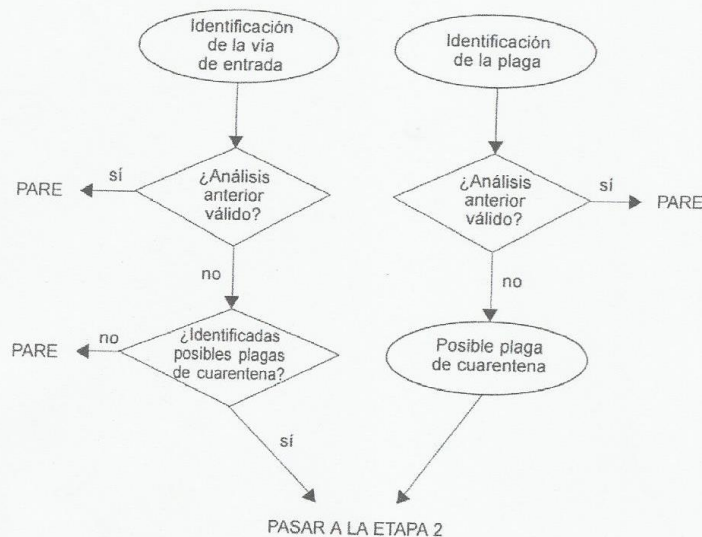 Identificación
de la vía
de entrada
Identificación
de la plaga
¿Análisis
anterior
válido?
sí
PARE
no
¿Análisis
anterior
válido?
sí
PARE
no
¿Identificadas
posibles plagas
de cuarentena?
no
PARE
sí
Posible plaga
de cuarentena
PASAR A LA ETAPA 2